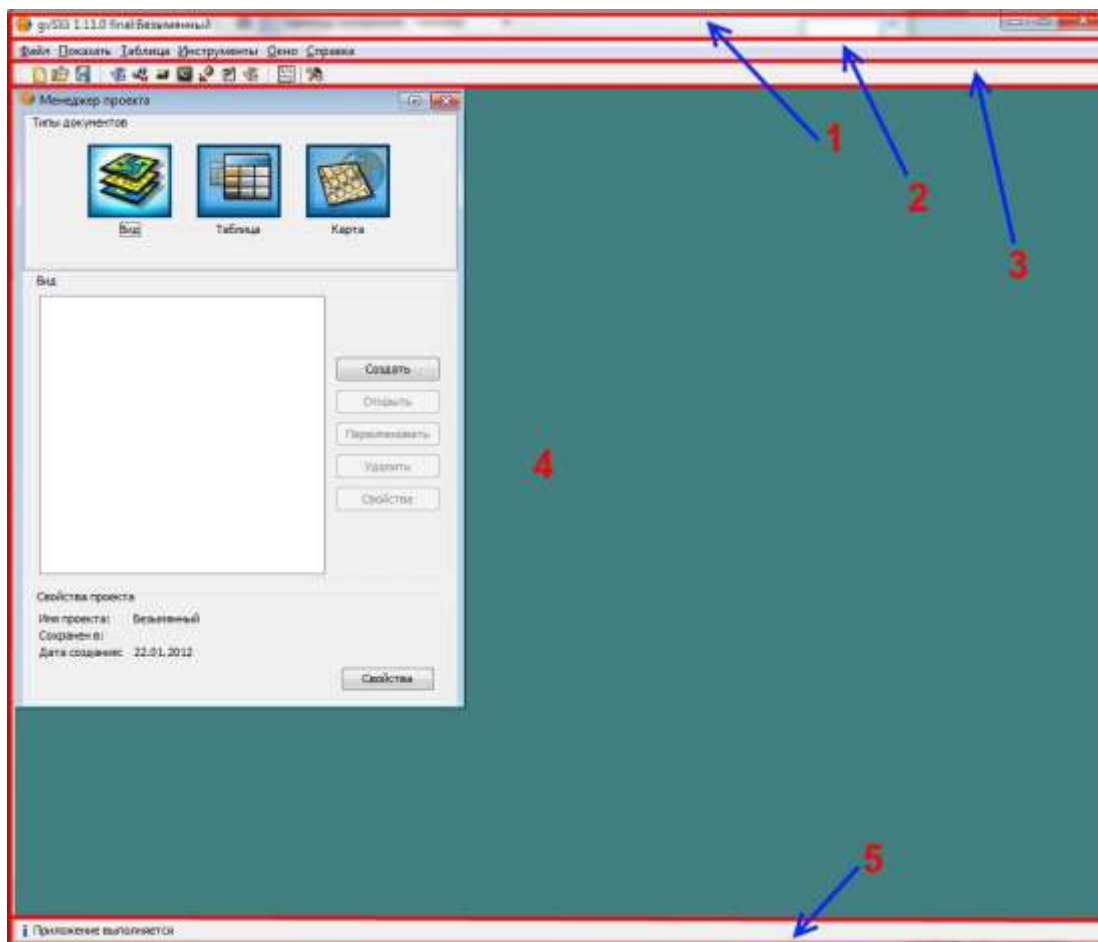 gvSIG 1.11.0 final:Безымянный
Файл Показать Таблица Инструменты Окно Справка
Менеджер проекта
Типы документов
Вид Таблица Карта
Вид
Создать
Открыть
Переименовать
Удалить
Свойства
Свойства проекта
Имя проекта: Безымянный
Сохранен в:
Дата создания: 22.01.2012
Свойства
Приложение выполняется
1
2
3
4
5